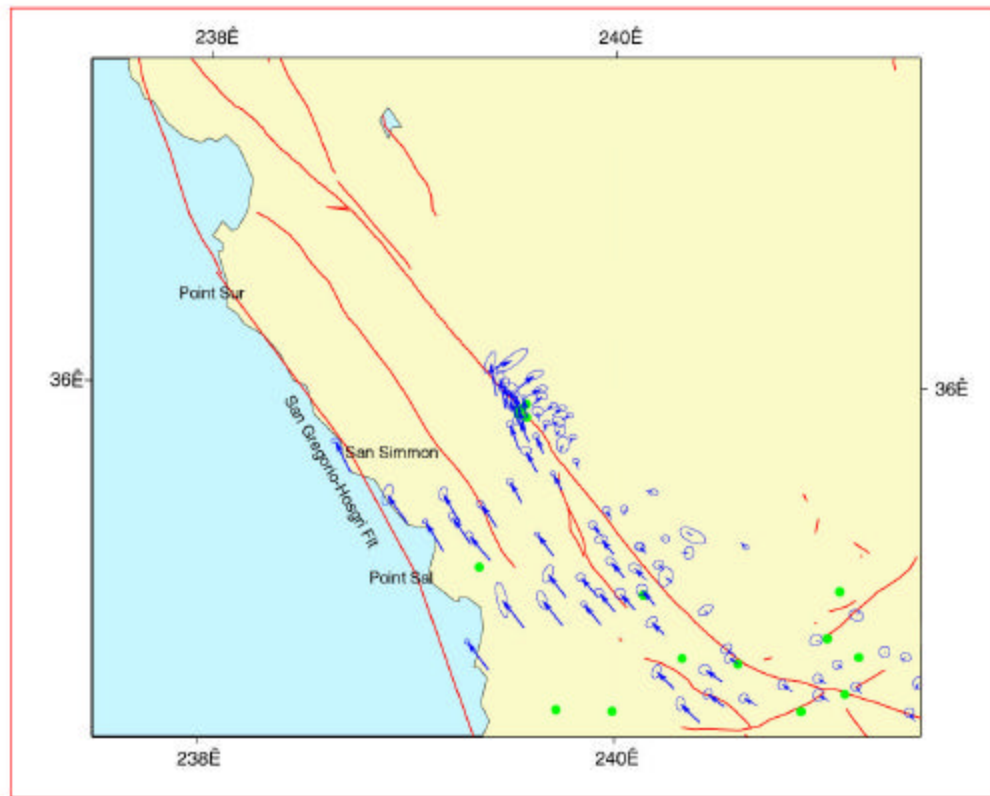 238Ê
240Ê
Point Sur
36Ê
36Ê
San Gregorio-Hosgri Flt
San Simmon
Point Sal
238Ê
240Ê